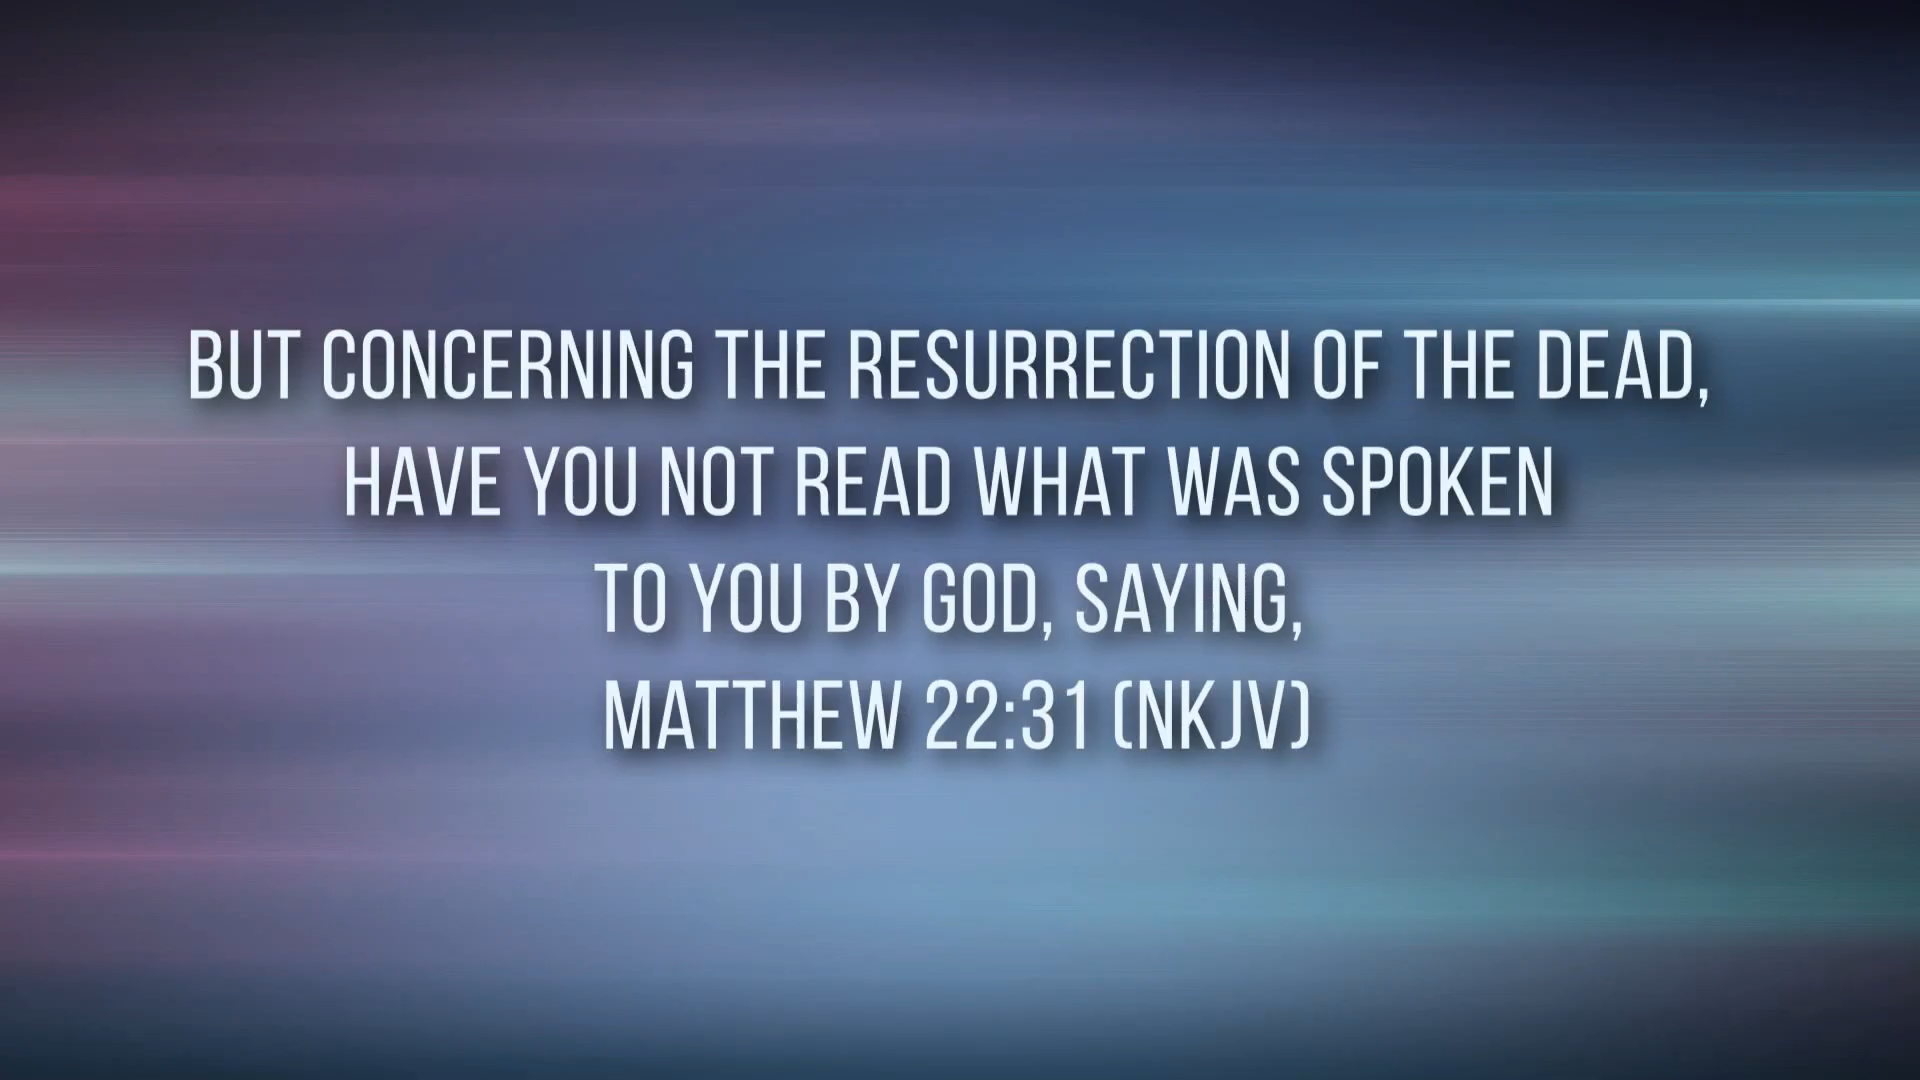 BUT CONCERNING THE RESURRECTION OF THE DEAD,
HAVE YOU NOT READ WHAT WAS SPOKEN
TO YOU BY GOD, SAYING,
MATTHEW 22:31 (NKJV)